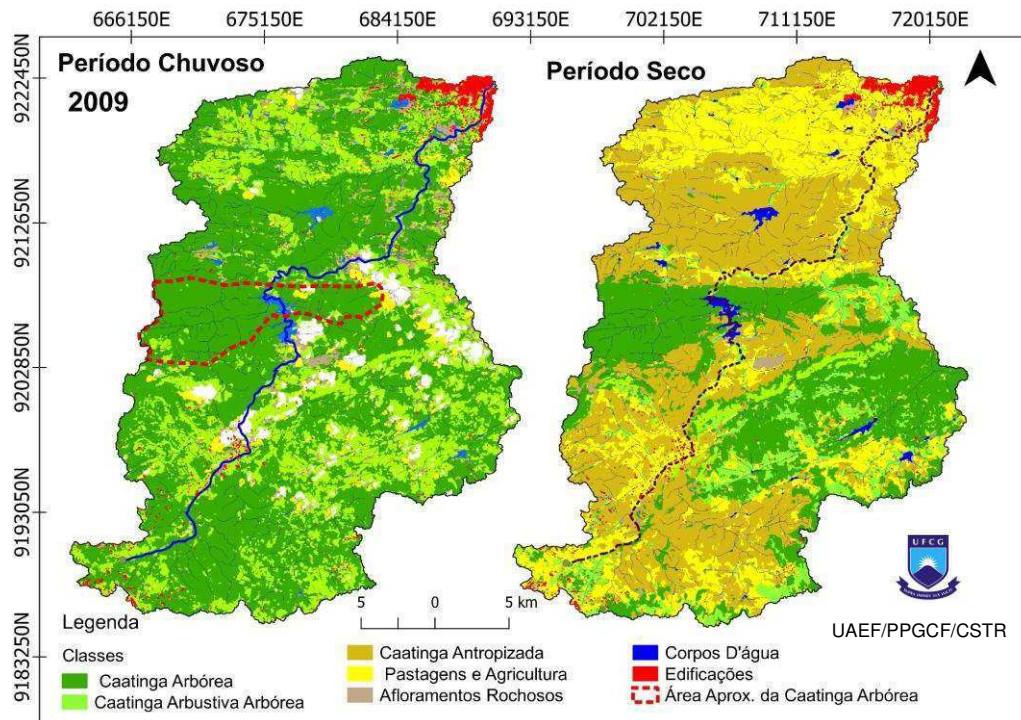 666150E 675150E 684150E 693150E 702150E 711150E 720150E
9222450N
9212650N
9202850N
9193050N
9183250N
Período Chuvoso
2009
Período Seco
5 0 5 km
UFCG
UAEF/PPGCF/CSTR
Legenda
Classes
Caatinga Arbórea
Caatinga Arbustiva Arbórea
Caatinga Antropizada
Pastagens e Agricultura
Afloramentos Rochosos
Corpos D'água
Edificações
Área Aprox. da Caatinga Arbórea